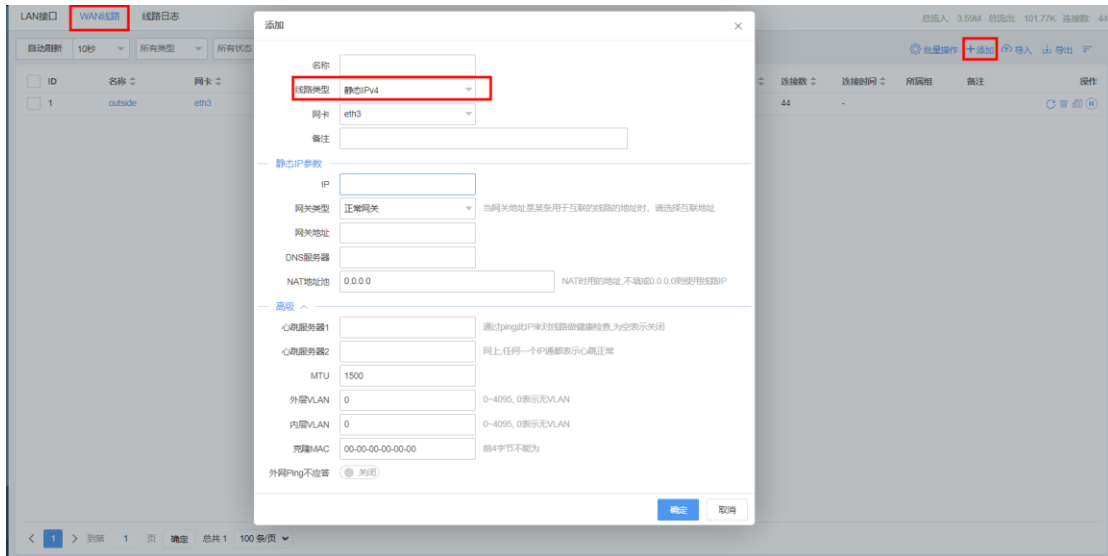 LAN接口 WAN线路 线路日志
总流入: 3.59M 总流出: 101.77K 连接数: 44
自动刷新 10秒 所有类型 所有状态
批量操作 +添加 导入 导出
ID 名称 网卡 连接数 连接时间 所属组 备注 操作
1 outside eth3 44 -
添加
名称
线路类型 静态IPv4
网卡 eth3
备注
静态IP参数
IP
网关类型 正常网关 当网关地址是某条用于互联的线路的地址时，请选择互联地址
网关地址
DNS服务器
NAT地址池 0.0.0.0 NAT时用的地址,不填或0.0.0.0则使用线路IP
高级
心跳服务器1 通过ping此IP来对线路做健康检查,为空表示关闭
心跳服务器2 同上,任何一个IP通都表示心跳正常
MTU 1500
外层VLAN 0 0~4095, 0表示无VLAN
内层VLAN 0 0~4095, 0表示无VLAN
克隆MAC 00-00-00-00-00-00 前4字节不能为
外网Ping不应答 关闭
确定 取消
1 到第 1 页 确定 总共 1 100 条/页